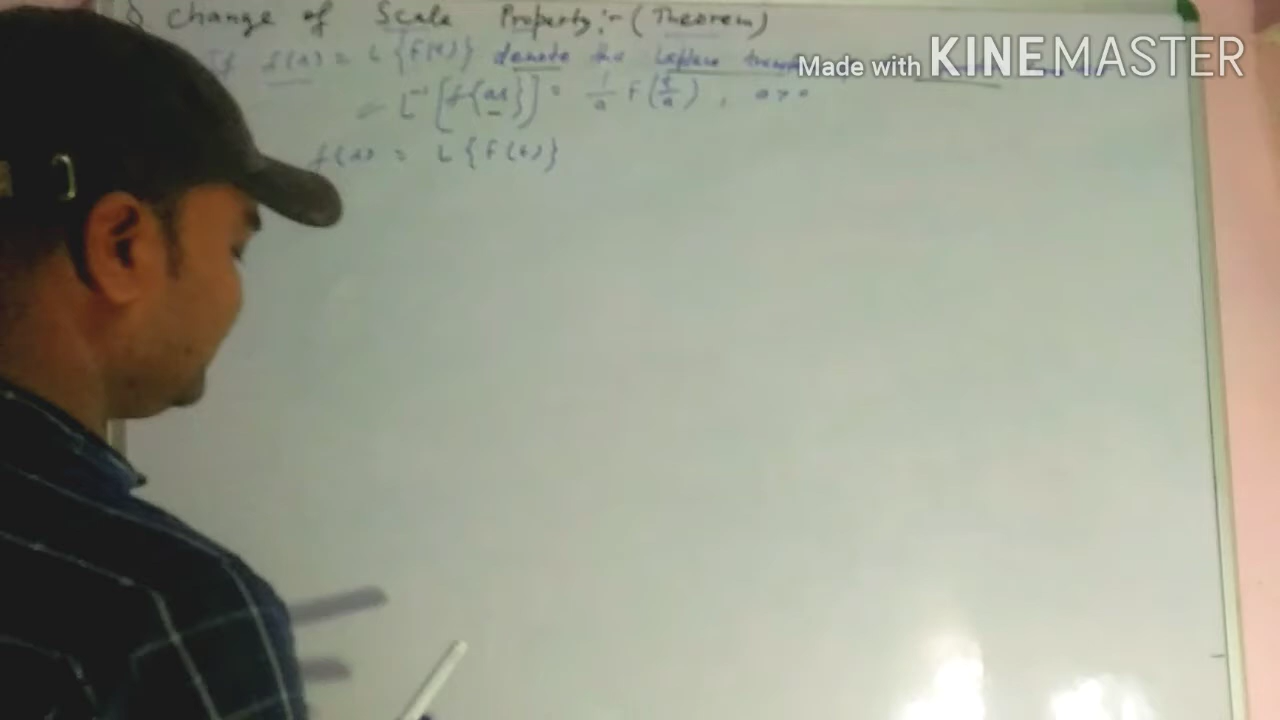 Change of Scale Property:- (Theorem)
If f(s) = L {F(t)} denote the Laplace
Made with KINEMASTER
L⁻¹ [f(as)] = 1/a F(t/a), a > 0
f(s) = L {F(t)}